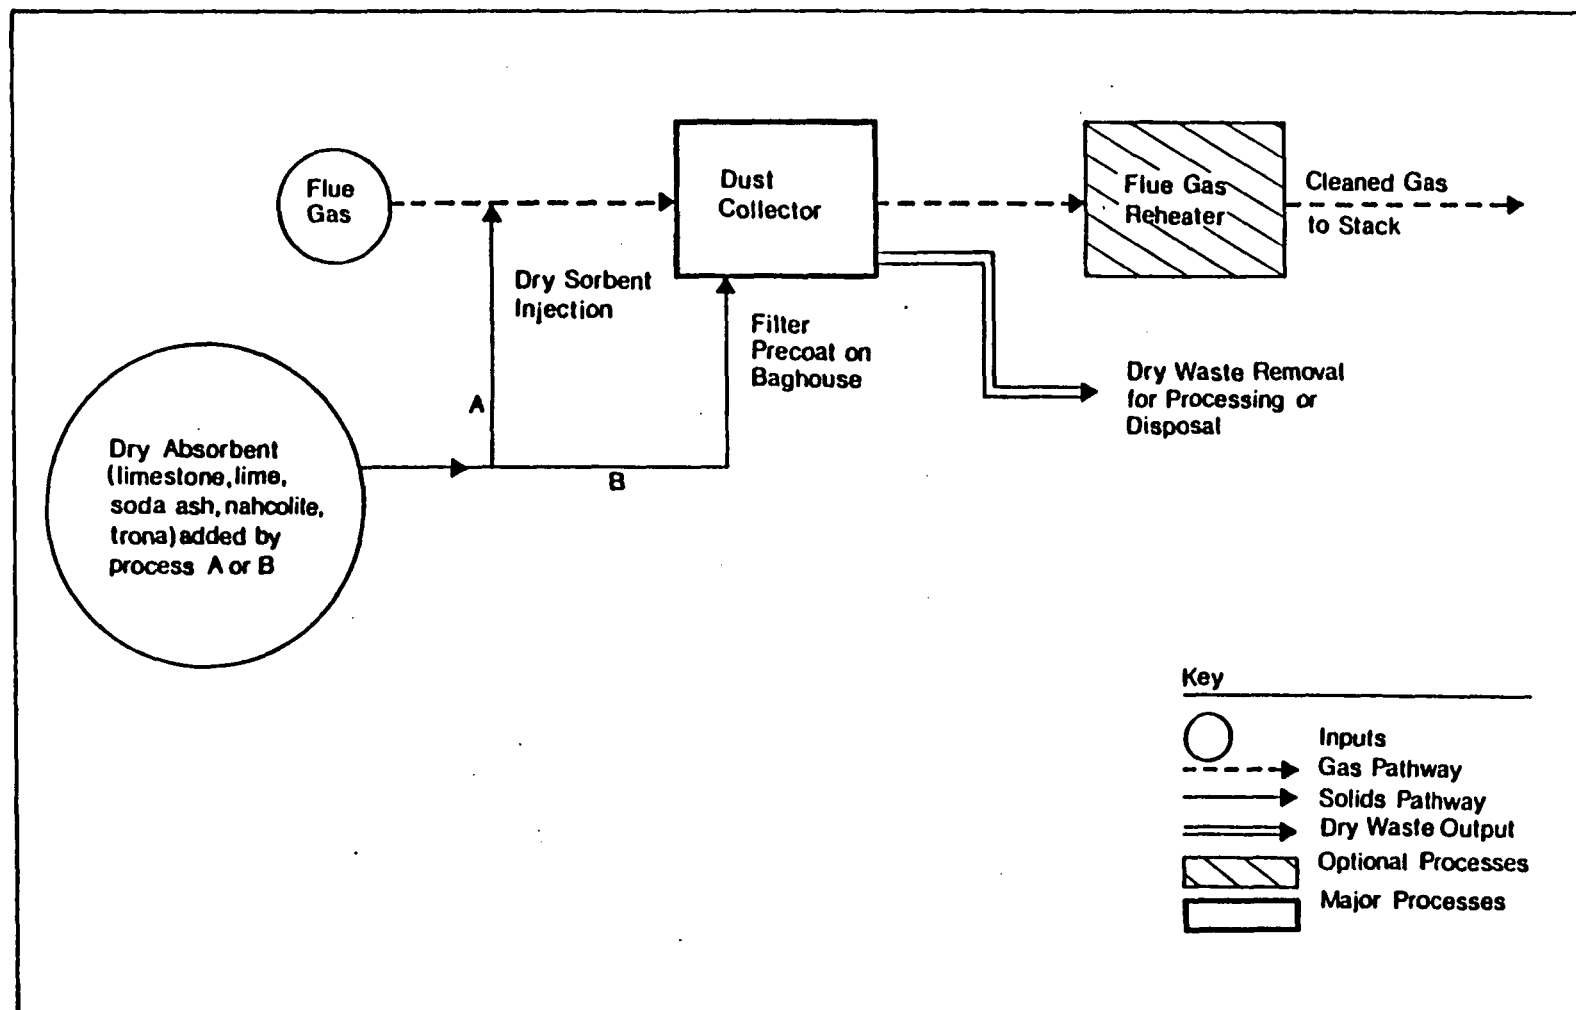 Flue
Gas
Dust
Collector
Flue Gas
Reheater
Cleaned Gas
to Stack
Dry Sorbent
Injection
Filter
Precoat on
Baghouse
Dry Waste Removal
for Processing or
Disposal
A
B
Dry Absorbent
(limestone, lime,
soda ash, nahcolite,
trona) added by
process A or B
Key
Inputs
Gas Pathway
Solids Pathway
Dry Waste Output
Optional Processes
Major Processes